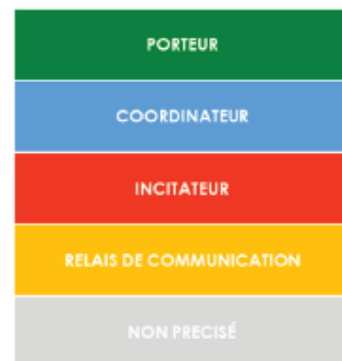 PORTEUR
COORDINATEUR
INCITATEUR
RELAIS DE COMMUNICATION
NON PRECISÉ